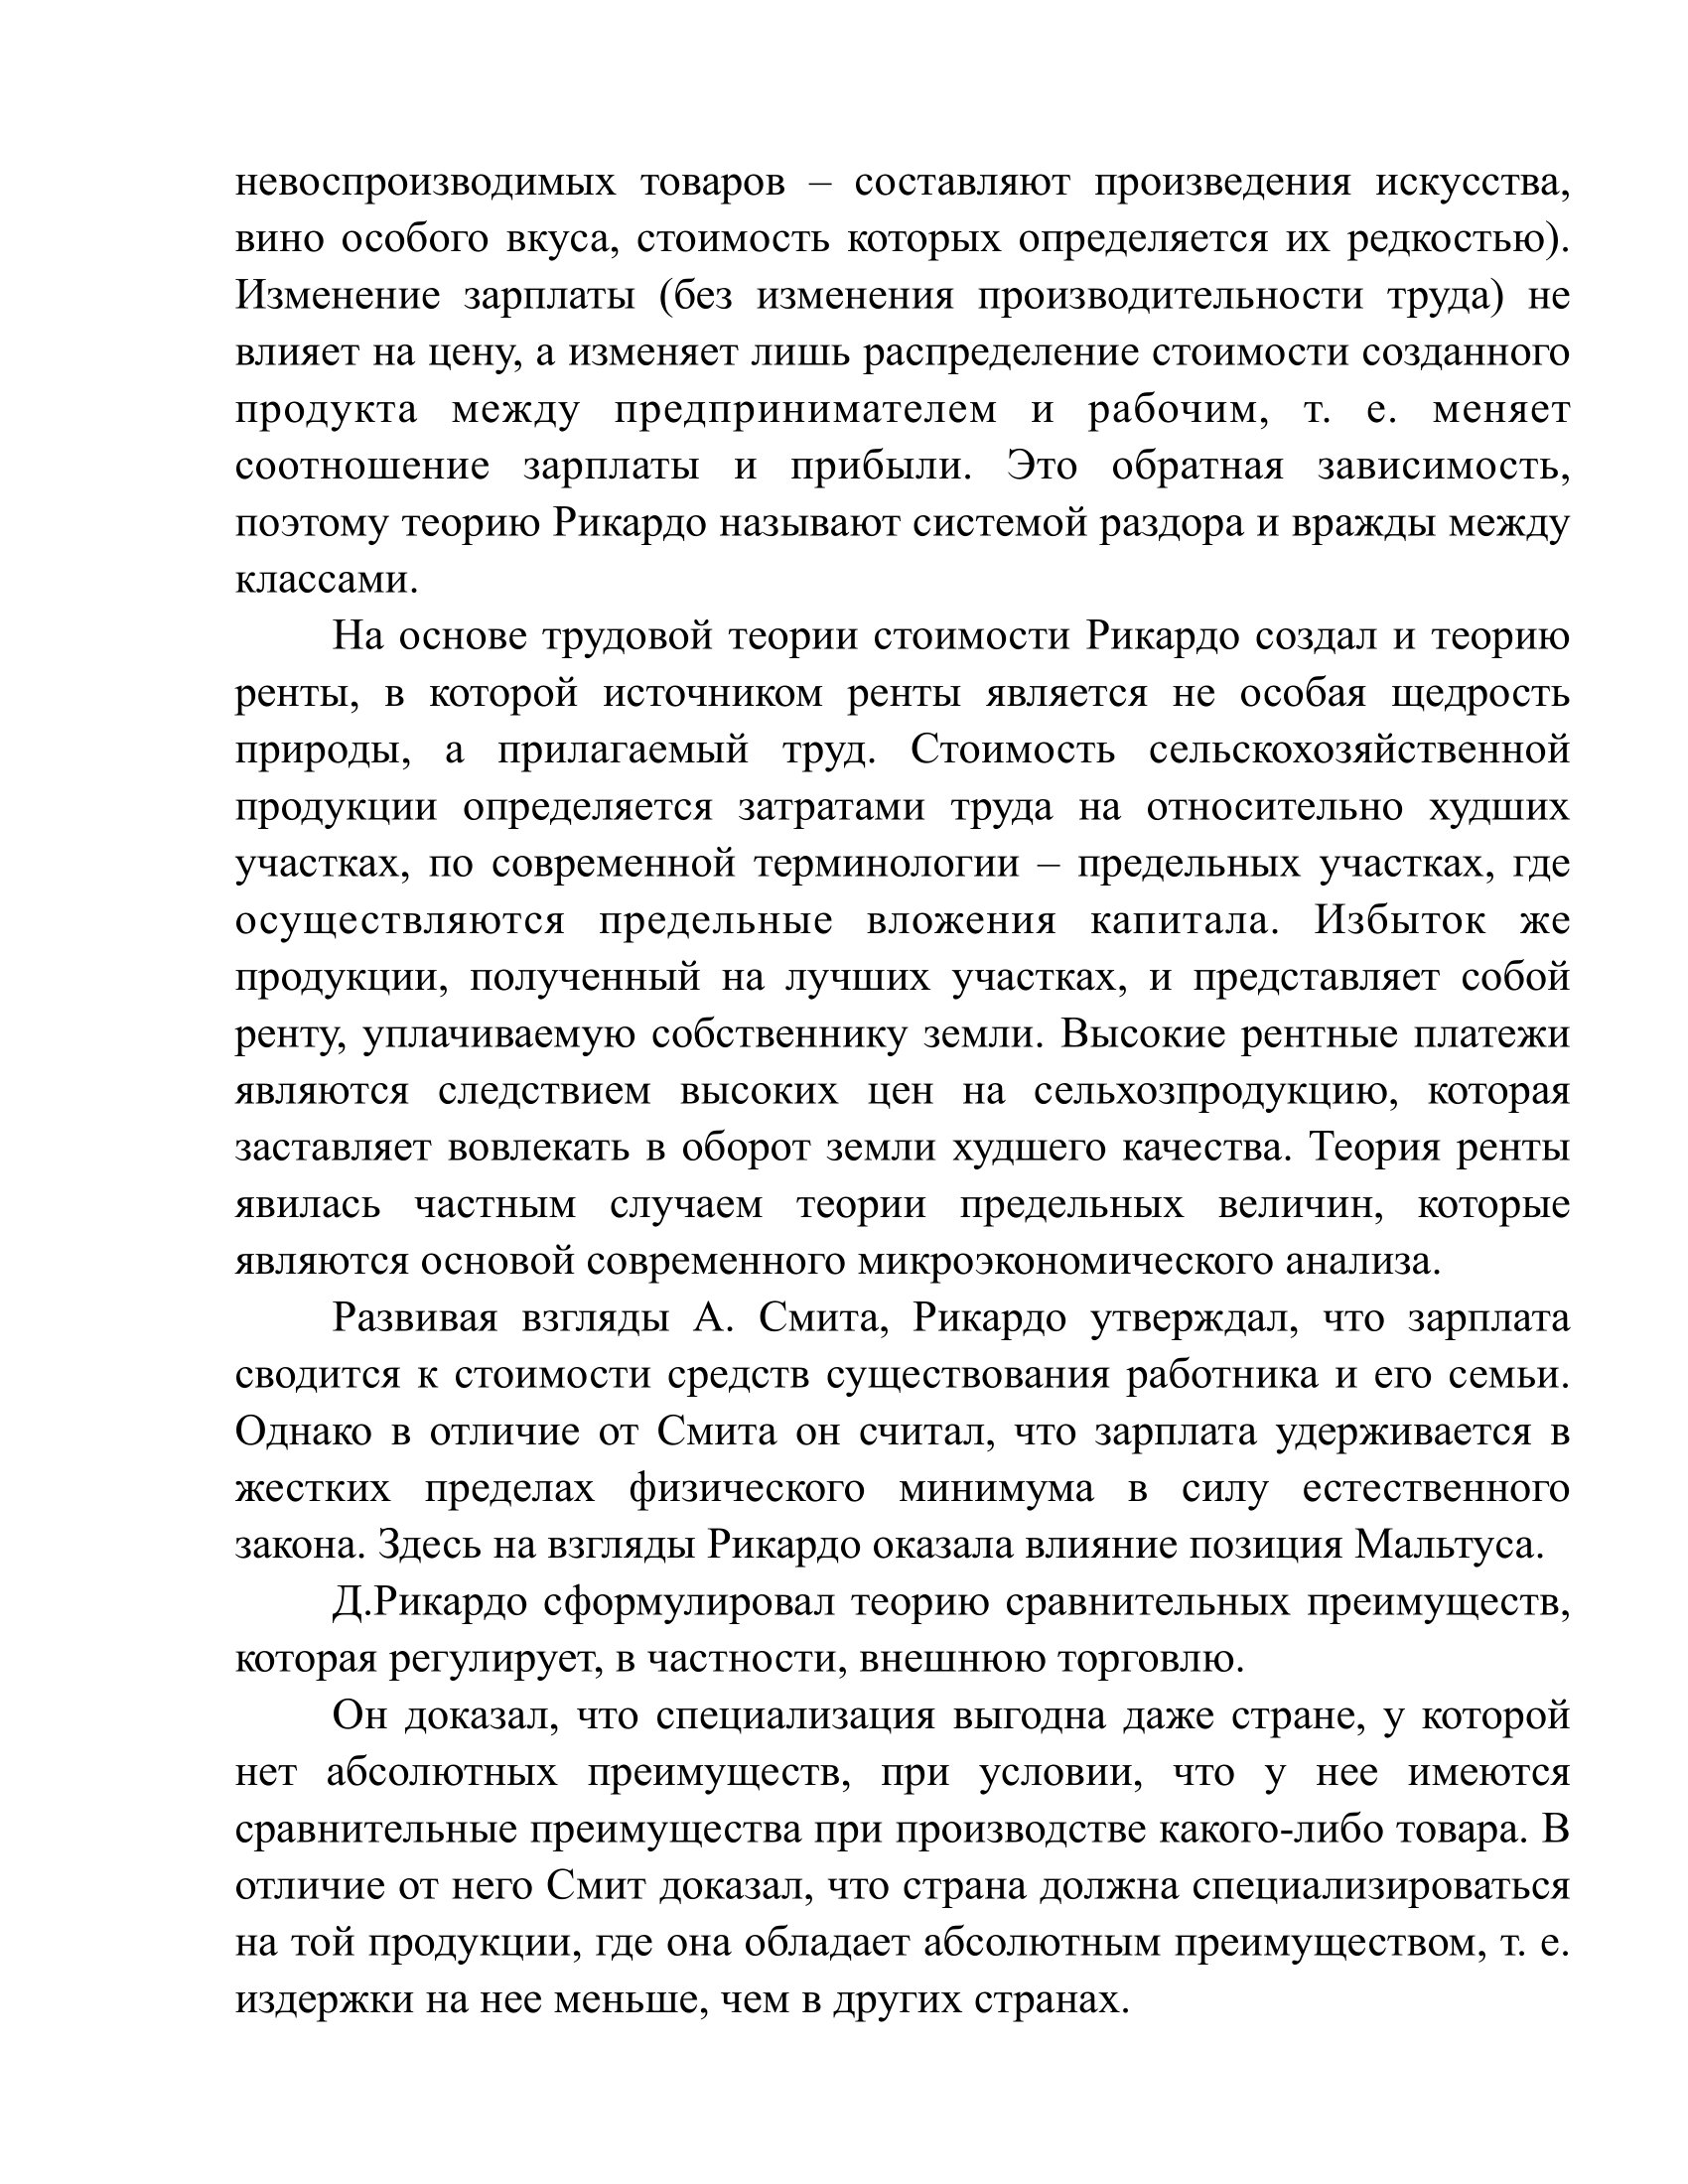 невоспроизводимых товаров – составляют произведения искусства,
вино особого вкуса, стоимость которых определяется их редкостью).
Изменение зарплаты (без изменения производительности труда) не
влияет на цену, а изменяет лишь распределение стоимости созданного
продукта между предпринимателем и рабочим, т. е. меняет
соотношение зарплаты и прибыли. Это обратная зависимость,
поэтому теорию Рикардо называют системой раздора и вражды между
классами.
На основе трудовой теории стоимости Рикардо создал и теорию
ренты, в которой источником ренты является не особая щедрость
природы, а прилагаемый труд. Стоимость сельскохозяйственной
продукции определяется затратами труда на относительно худших
участках, по современной терминологии – предельных участках, где
осуществляются предельные вложения капитала. Избыток же
продукции, полученный на лучших участках, и представляет собой
ренту, уплачиваемую собственнику земли. Высокие рентные платежи
являются следствием высоких цен на сельхозпродукцию, которая
заставляет вовлекать в оборот земли худшего качества. Теория ренты
явилась частным случаем теории предельных величин, которые
являются основой современного микроэкономического анализа.
Развивая взгляды А. Смита, Рикардо утверждал, что зарплата
сводится к стоимости средств существования работника и его семьи.
Однако в отличие от Смита он считал, что зарплата удерживается в
жестких пределах физического минимума в силу естественного
закона. Здесь на взгляды Рикардо оказала влияние позиция Мальтуса.
Д.Рикардо сформулировал теорию сравнительных преимуществ,
которая регулирует, в частности, внешнюю торговлю.
Он доказал, что специализация выгодна даже стране, у которой
нет абсолютных преимуществ, при условии, что у нее имеются
сравнительные преимущества при производстве какого-либо товара. В
отличие от него Смит доказал, что страна должна специализироваться
на той продукции, где она обладает абсолютным преимуществом, т. е.
издержки на нее меньше, чем в других странах.